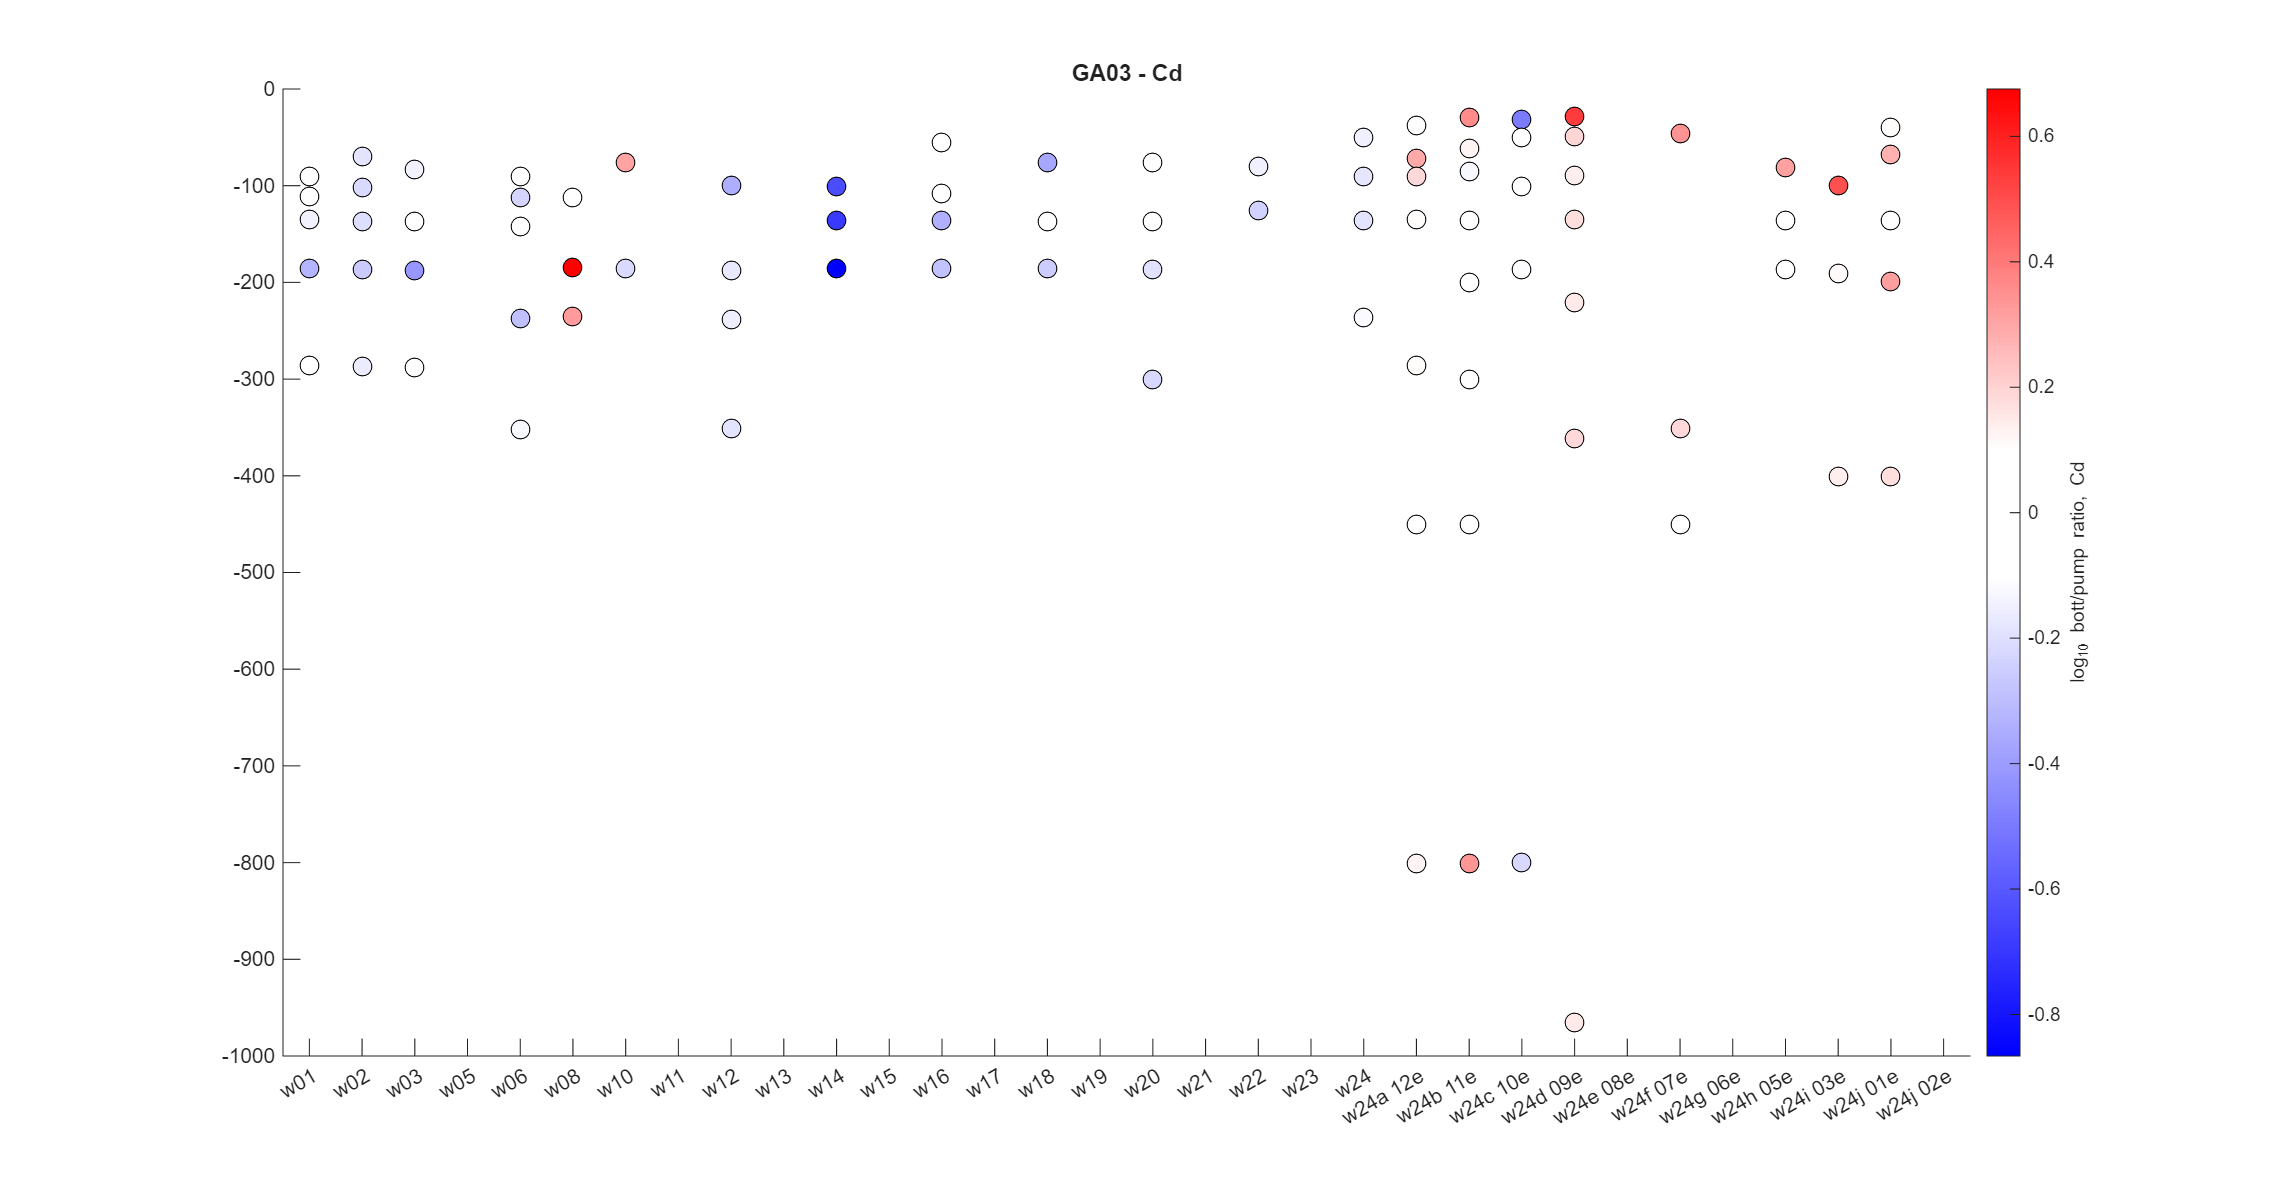 GA03 - Cd
0
-100
-200
-300
-400
-500
-600
-700
-800
-900
-1000
w01
w02
w03
w05
w06
w08
w10
w11
w12
w13
w14
w15
w16
w17
w18
w19
w20
w21
w22
w23
w24
w24a 12e
w24b 11e
w24c 10e
w24d 09e
w24e 08e
w24f 07e
w24g 06e
w24h 05e
w24i 03e
w24j 01e
w24j 02e
0.6
0.4
0.2
0
-0.2
-0.4
-0.6
-0.8
log₁₀ bott/pump ratio, Cd